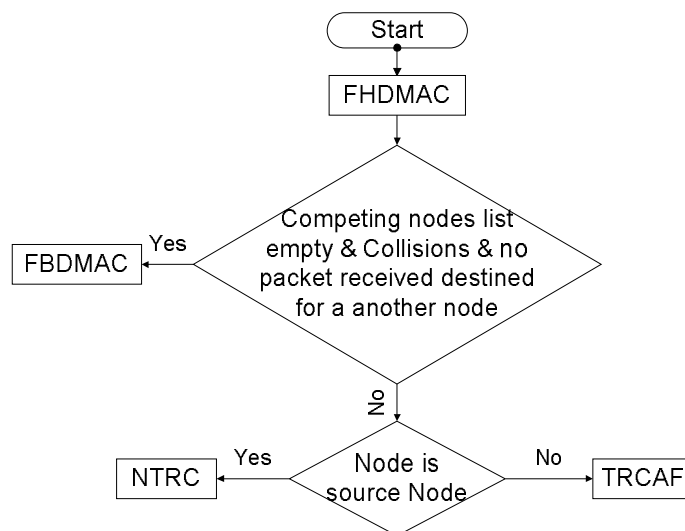 Start
FHDMAC
Competing nodes list
empty & Collisions & no
packet received destined
for a another node
Yes
FBDMAC
No
Node is
source Node
Yes
NTRC
No
TRCAF